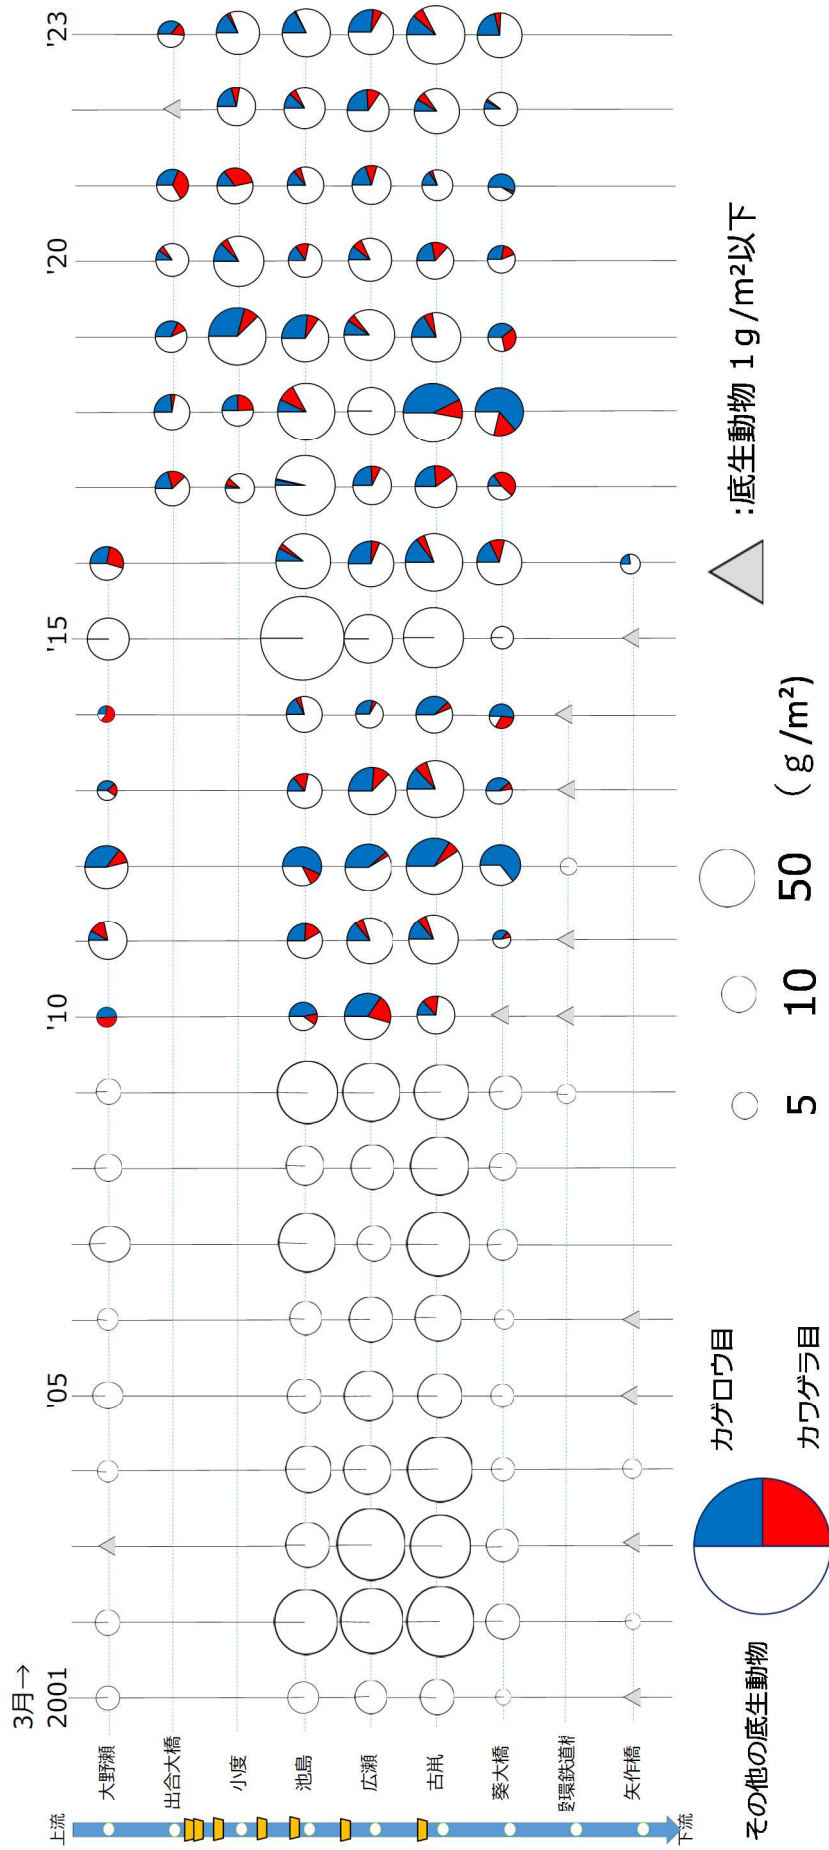 3月→
2001
'05
'10
'15
'20
'23
上流
大野瀬
出合大橋
小度
池島
広瀬
古鼡
葵大橋
環鉄道
矢作橋
下流
その他の底生動物
カゲロウ目
カワゲラ目
5
10
50
(g/m²)
:底生動物 1g/m²以下